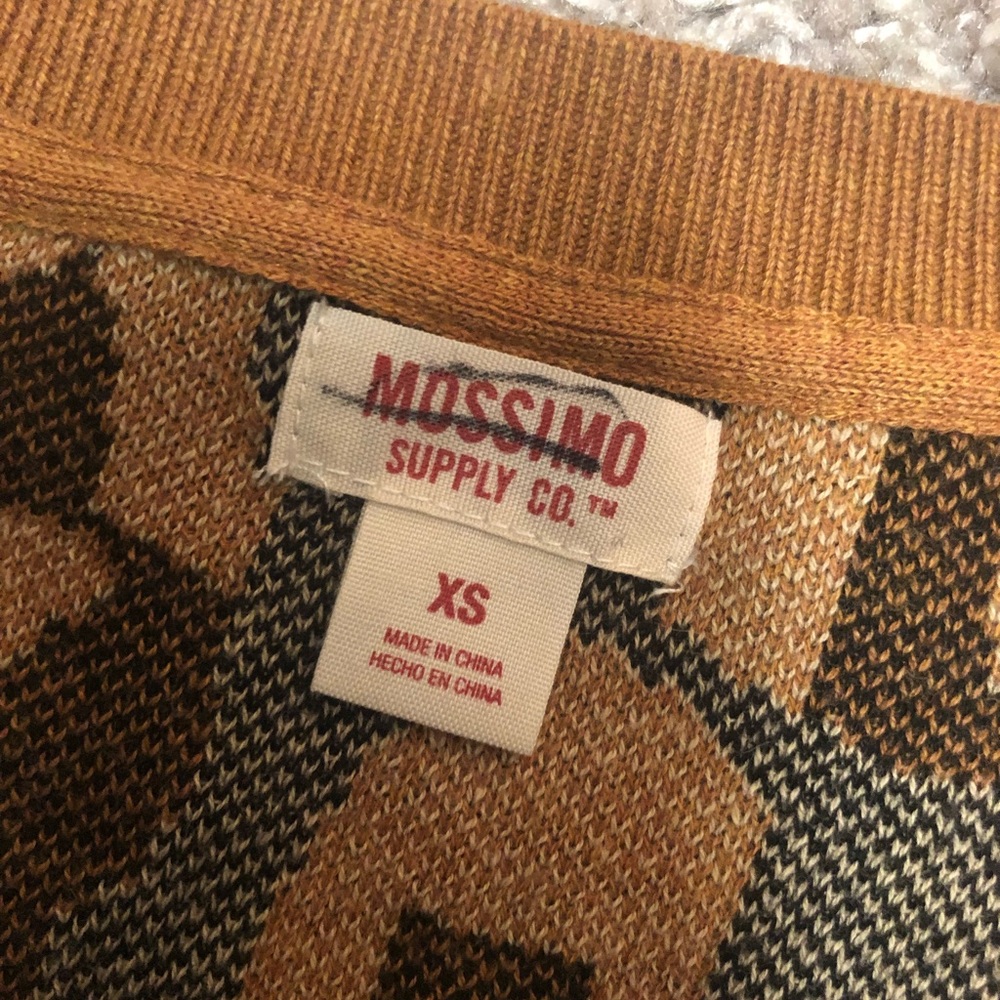 MOSSIMO
SUPPLY CO.™
XS
MADE IN CHINA
HECHO EN CHINA